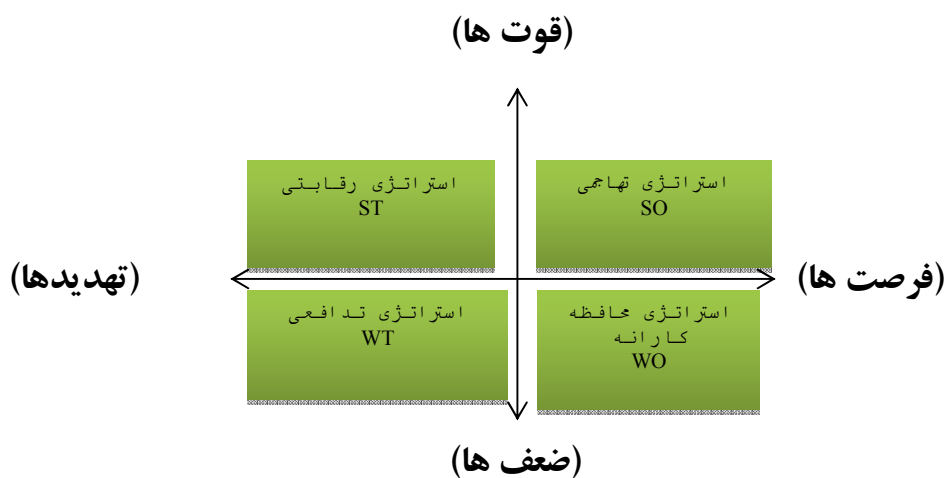 (قوت ها)
استراتژی تهاجمی
SO
استراتژی رقابتی
ST
(فرصت ها)
(تهدیدها)
استراتژی محافظه
کارانه
WO
استراتژی تدافعی
WT
(ضعف ها)